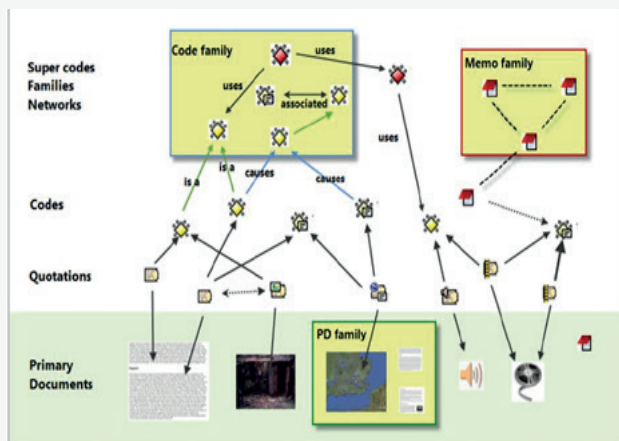 Super codes
Families
Networks
Code family
uses
uses
associated
Memo family
uses
is a
is a
causes
causes
Codes
Quotations
PD family
Primary
Documents